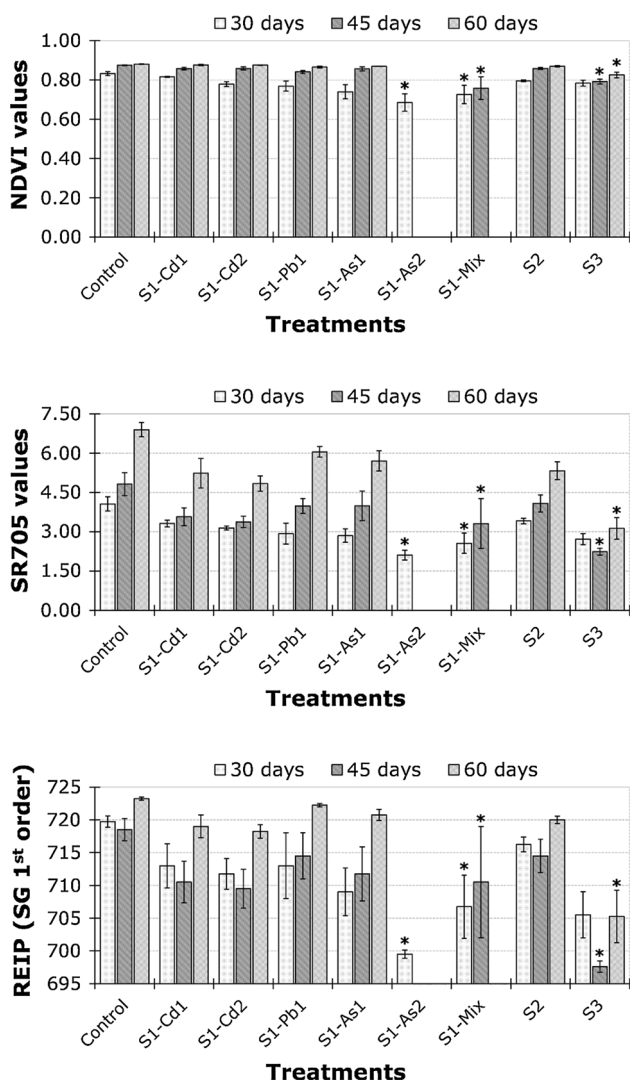 30 days 45 days 60 days
1.00
0.80
0.60
0.40
0.20
0.00
NDVI values
* * * * *
Control S1-Cd1 S1-Cd2 S1-Pb1 S1-As1 S1-As2 S1-Mix S2 S3
Treatments
30 days 45 days 60 days
7.50
6.00
4.50
3.00
1.50
0.00
SR705 values
* * * * *
Control S1-Cd1 S1-Cd2 S1-Pb1 S1-As1 S1-As2 S1-Mix S2 S3
Treatments
30 days 45 days 60 days
725
720
715
710
705
700
695
REIP (SG 1st order)
* * * * *
Control S1-Cd1 S1-Cd2 S1-Pb1 S1-As1 S1-As2 S1-Mix S2 S3
Treatments